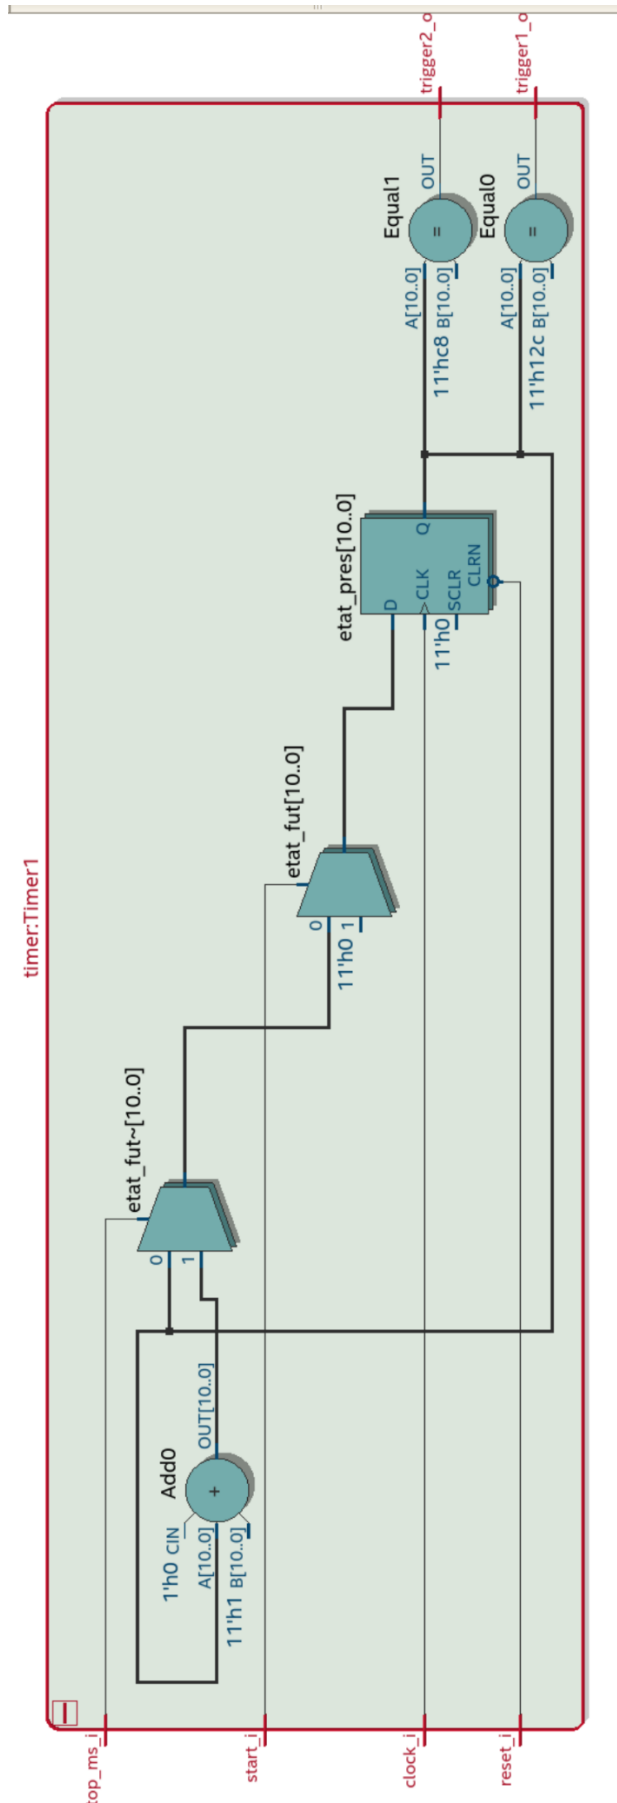 timer:Timer1
top_ms_i
start_i
clock_i
reset_i
Add0
1'h0 CIN
A[10..0]
11'h1 B[10..0]
OUT[10..0]
etat_fut~[10..0]
0
1
etat_fut[10..0]
0
11'h0 1
etat_pres[10..0]
D
CLK
11'h0 SCLR
CLRN
Q
Equal1
A[10..0]
11'hc8 B[10..0]
OUT
=
Equal0
A[10..0]
11'h12c B[10..0]
OUT
=
+
trigger2_o
trigger1_o